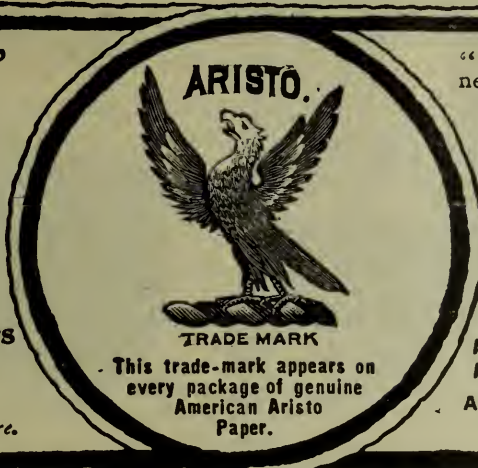 ARISTO.
TRADE MARK
This trade-mark appears on
every package of genuine
American Aristo
Paper.